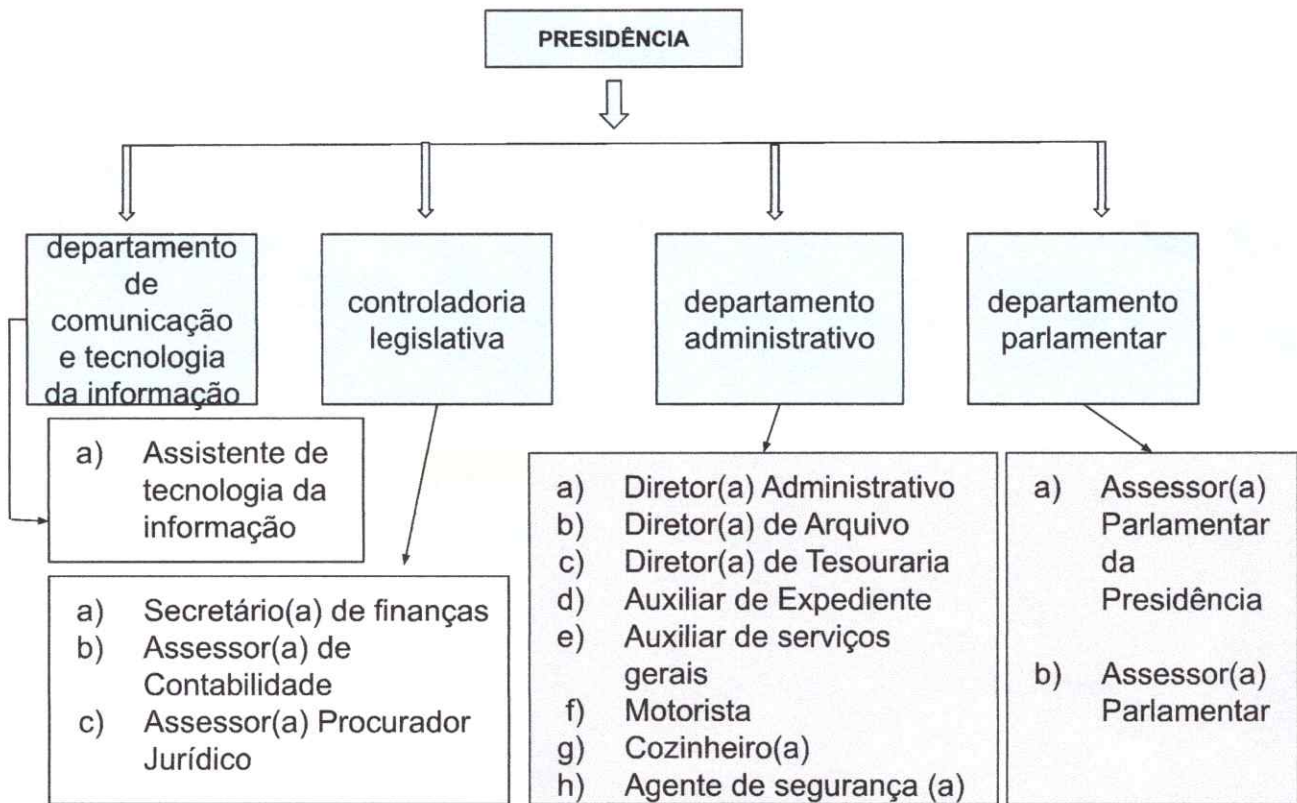 PRESIDÊNCIA
departamento
de
comunicação
e tecnologia
da informação
controladoria
legislativa
departamento
administrativo
departamento
parlamentar
a) Assistente de
tecnologia da
informação
a) Secretário(a) de finanças
b) Assessor(a) de
Contabilidade
c) Assessor(a) Procurador
Jurídico
a) Diretor(a) Administrativo
b) Diretor(a) de Arquivo
c) Diretor(a) de Tesouraria
d) Auxiliar de Expediente
e) Auxiliar de serviços
gerais
f) Motorista
g) Cozinheiro(a)
h) Agente de segurança (a)
a) Assessor(a)
Parlamentar
da
Presidência
b) Assessor(a)
Parlamentar